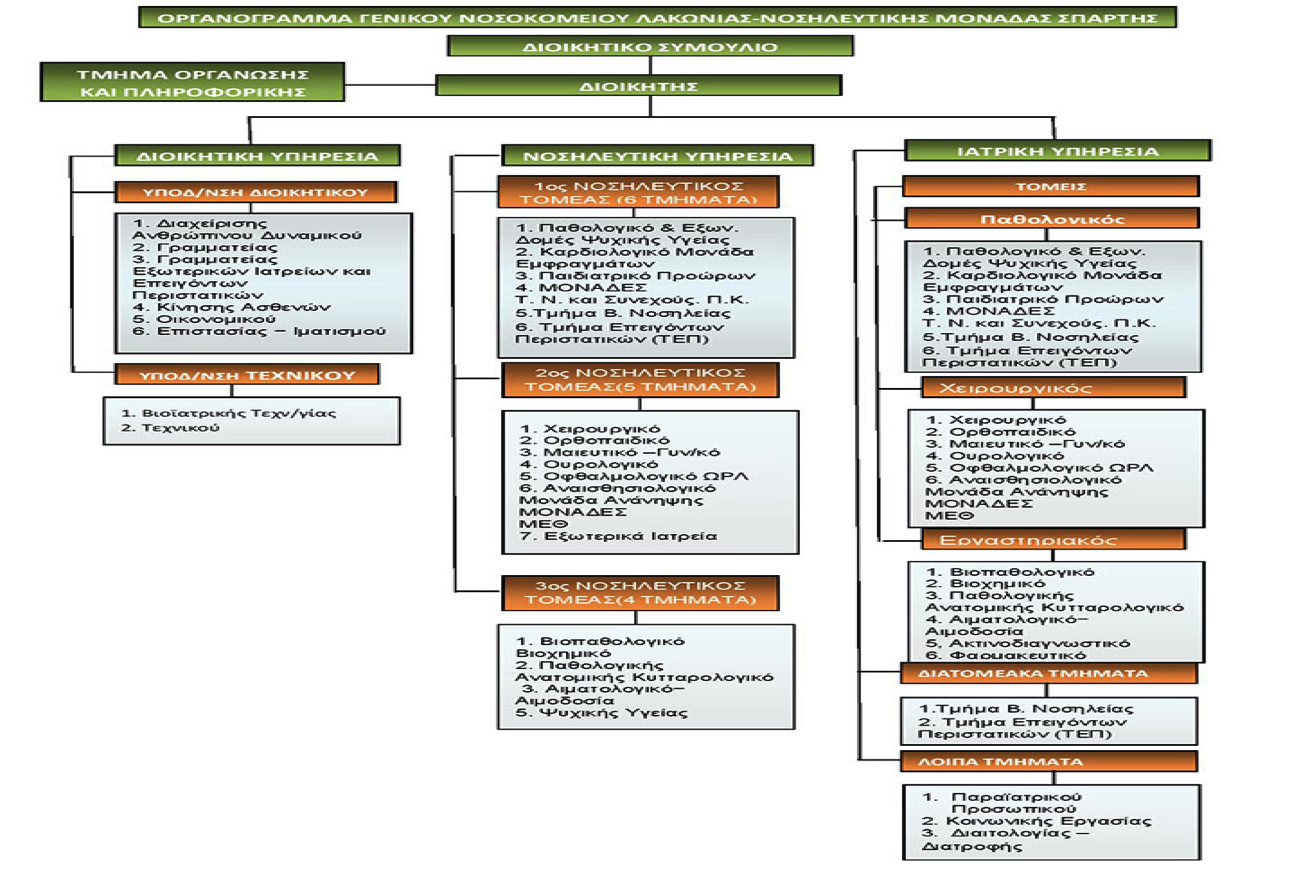 ΟΡΓΑΝΟΓΡΑΜΜΑ ΓΕΝΙΚΟΥ ΝΟΣΟΚΟΜΕΙΟΥ ΛΑΚΩΝΙΑΣ-ΝΟΣΗΛΕΥΤΙΚΗΣ ΜΟΝΑΔΑΣ ΣΠΑΡΤΗΣ
ΔΙΟΙΚΗΤΙΚΟ ΣΥΜΟΥΛΙΟ
ΤΜΗΜΑ ΟΡΓΑΝΩΣΗΣ
ΚΑΙ ΠΛΗΡΟΦΟΡΙΚΗΣ
ΔΙΟΙΚΗΤΗΣ
ΔΙΟΙΚΗΤΙΚΗ ΥΠΗΡΕΣΙΑ
ΥΠΟΔ/ΝΣΗ ΔΙΟΙΚΗΤΙΚΟΥ
1. Διαχείρισης
Ανθρώπινου Δυναμικού
2. Γραμματείας
3. Γραμματείας
Εξωτερικών Ιατρείων και
Επειγόντων
Περιστατικών
4. Κίνησης Ασθενών
5. Οικονομικού
6. Επιστασίας – Ιματισμού
ΥΠΟΔ/ΝΣΗ ΤΕΧΝΙΚΟΥ
1. Βιοϊατρικής Τεχν/γίας
2. Τεχνικού
ΝΟΣΗΛΕΥΤΙΚΗ ΥΠΗΡΕΣΙΑ
1ος ΝΟΣΗΛΕΥΤΙΚΟΣ
ΤΟΜΕΑΣ (6 ΤΜΗΜΑΤΑ)
1. Παθολογικό & Εξων.
Δομές Ψυχικής Υγείας
2. Καρδιολογικό Μονάδα
Εμφραγμάτων
3. Παιδιατρικό Προώρων
4. ΜΟΝΑΔΕΣ
Τ. Ν. και Συνεχούς. Π.Κ.
5.Τμήμα Β. Νοσηλείας
6. Τμήμα Επειγόντων
Περιστατικών (ΤΕΠ)
2ος ΝΟΣΗΛΕΥΤΙΚΟΣ
ΤΟΜΕΑΣ(5 ΤΜΗΜΑΤΑ)
1. Χειρουργικό
2. Ορθοπαιδικό
3. Μαιευτικό –Γυν/κό
4. Ουρολογικό
5. Οφθαλμολογικό ΩΡΛ
6. Αναισθησιολογικό
Μονάδα Ανάνηψης
ΜΟΝΑΔΕΣ
ΜΕΘ
7. Εξωτερικά Ιατρεία
3ος ΝΟΣΗΛΕΥΤΙΚΟΣ
ΤΟΜΕΑΣ(4 ΤΜΗΜΑΤΑ)
1. Βιοπαθολογικό
Βιοχημικό
2. Παθολογικής
Ανατομικής Κυτταρολογικό
3. Αιματολογικό–
Αιμοδοσία
5. Ψυχικής Υγείας
ΙΑΤΡΙΚΗ ΥΠΗΡΕΣΙΑ
ΤΟΜΕΙΣ
Παθολογικός
1. Παθολογικό & Εξων.
Δομές Ψυχικής Υγείας
2. Καρδιολογικό Μονάδα
Εμφραγμάτων
3. Παιδιατρικό Προώρων
4. ΜΟΝΑΔΕΣ
Τ. Ν. και Συνεχούς. Π.Κ.
5.Τμήμα Β. Νοσηλείας
6. Τμήμα Επειγόντων
Περιστατικών (ΤΕΠ)
Χειρουργικός
1. Χειρουργικό
2. Ορθοπαιδικό
3. Μαιευτικό –Γυν/κό
4. Ουρολογικό
5. Οφθαλμολογικό ΩΡΛ
6. Αναισθησιολογικό
Μονάδα Ανάνηψης
ΜΟΝΑΔΕΣ
ΜΕΘ
Εργαστηριακός
1. Βιοπαθολογικό
2. Βιοχημικό
3. Παθολογικής
Ανατομικής Κυτταρολογικό
4. Αιματολογικό–
Αιμοδοσία
5, Ακτινοδιαγνωστικό
6. Φαρμακευτικό
ΔΙΑΤΟΜΕΑΚΑ ΤΜΗΜΑΤΑ
1.Τμήμα Β. Νοσηλείας
2. Τμήμα Επειγόντων
Περιστατικών (ΤΕΠ)
ΛΟΙΠΑ ΤΜΗΜΑΤΑ
1. Παραϊατρικού
Προσωπικού
2. Κοινωνικής Εργασίας
3. Διαιτολογίας –
Διατροφής